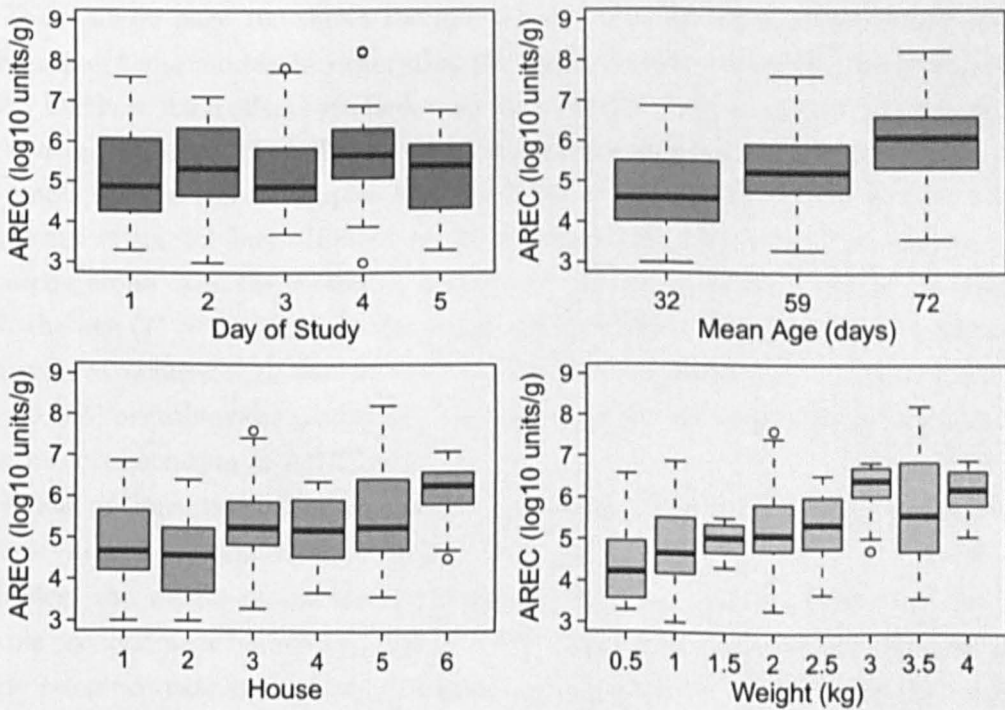 AREC (log10 units/g)
9
8
7
6
5
4
3
1 2 3 4 5
Day of Study
AREC (log10 units/g)
9
8
7
6
5
4
3
32 59 72
Mean Age (days)
AREC (log10 units/g)
9
8
7
6
5
4
3
1 2 3 4 5 6
House
AREC (log10 units/g)
9
8
7
6
5
4
3
0.5 1 1.5 2 2.5 3 3.5 4
Weight (kg)